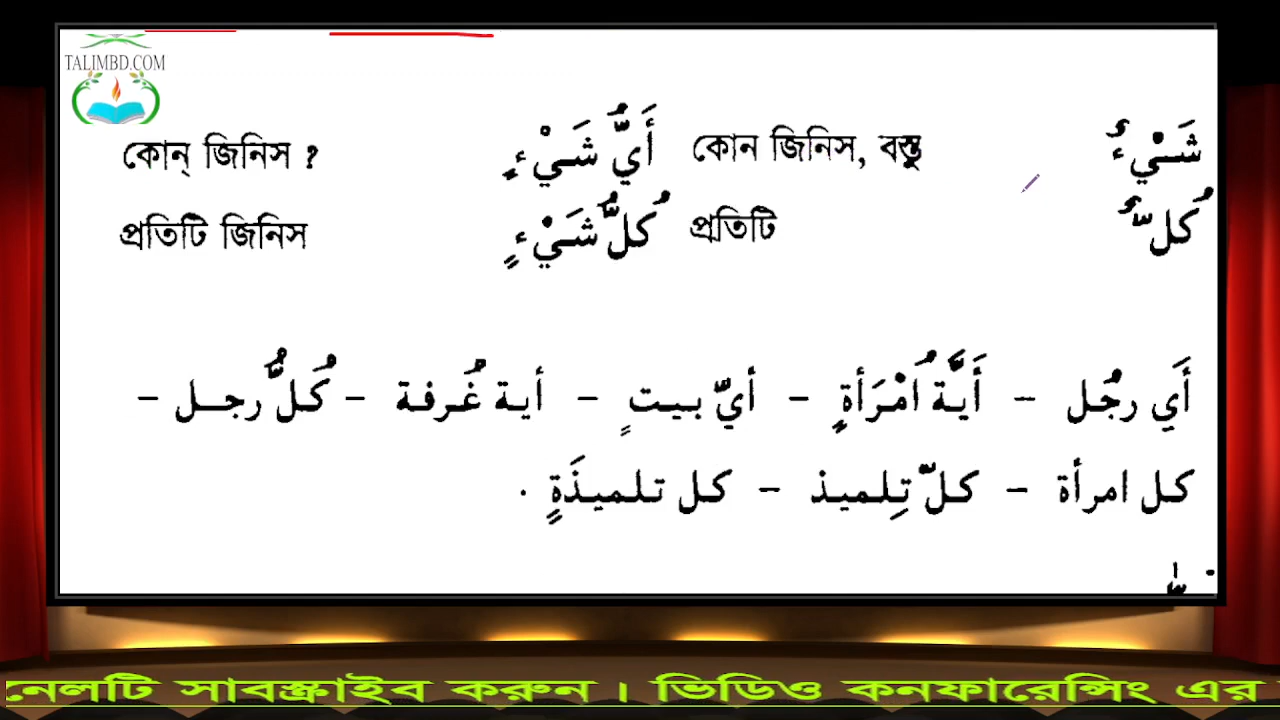 TALIMBD.COM
شَيْءٌ কোন জিনিস, বস্তু أَيُّ شَيْءٍ কোন্ জিনিস ?
كُلٌّ প্রতিটি كُلُّ شَيْءٍ প্রতিটি জিনিস
أَي رجُل – أَيَّةُ امْرَأةٍ – أيّ بيتٍ – أية غُرفة – كُلُّ رجل –
كل امرأة – كلّ تِلميذ – كل تلميذَةٍ .
নেলটি সাবস্ক্রাইব করুন । ভিডিও কনফারেন্সিং এর